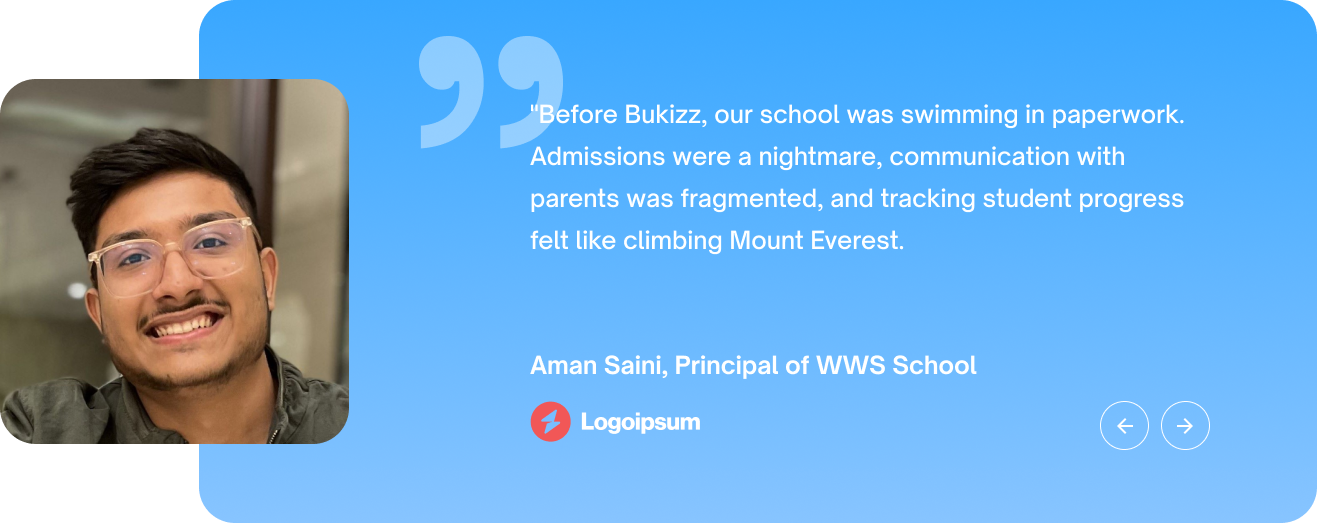 "Before Bukizz, our school was swimming in paperwork.
Admissions were a nightmare, communication with
parents was fragmented, and tracking student progress
felt like climbing Mount Everest.
Aman Saini, Principal of WWS School
Logoipsum